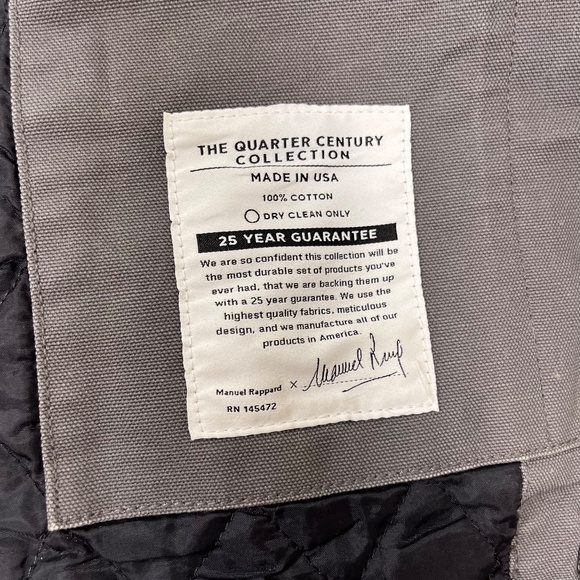 THE QUARTER CENTURY
COLLECTION
MADE IN USA
100% COTTON
DRY CLEAN ONLY
25 YEAR GUARANTEE
We are so confident this collection will be
the most durable set of products you've
ever had, that we are backing them up
with a 25 year guarantee. We use the
highest quality fabrics, meticulous
design, and we manufacture all of our
products in America.
Manuel Rappard x
RN 145472